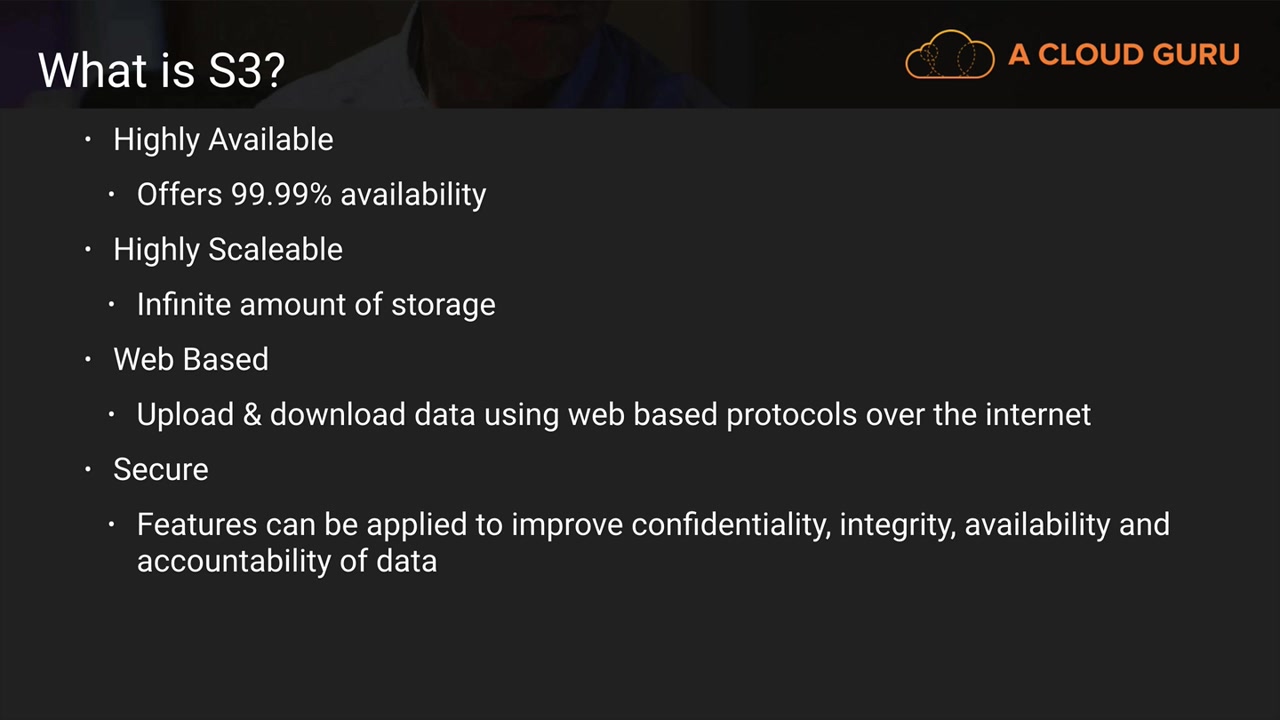 What is S3?
A CLOUD GURU
· Highly Available
· Offers 99.99% availability
· Highly Scaleable
· Infinite amount of storage
· Web Based
· Upload & download data using web based protocols over the internet
· Secure
· Features can be applied to improve confidentiality, integrity, availability and
accountability of data